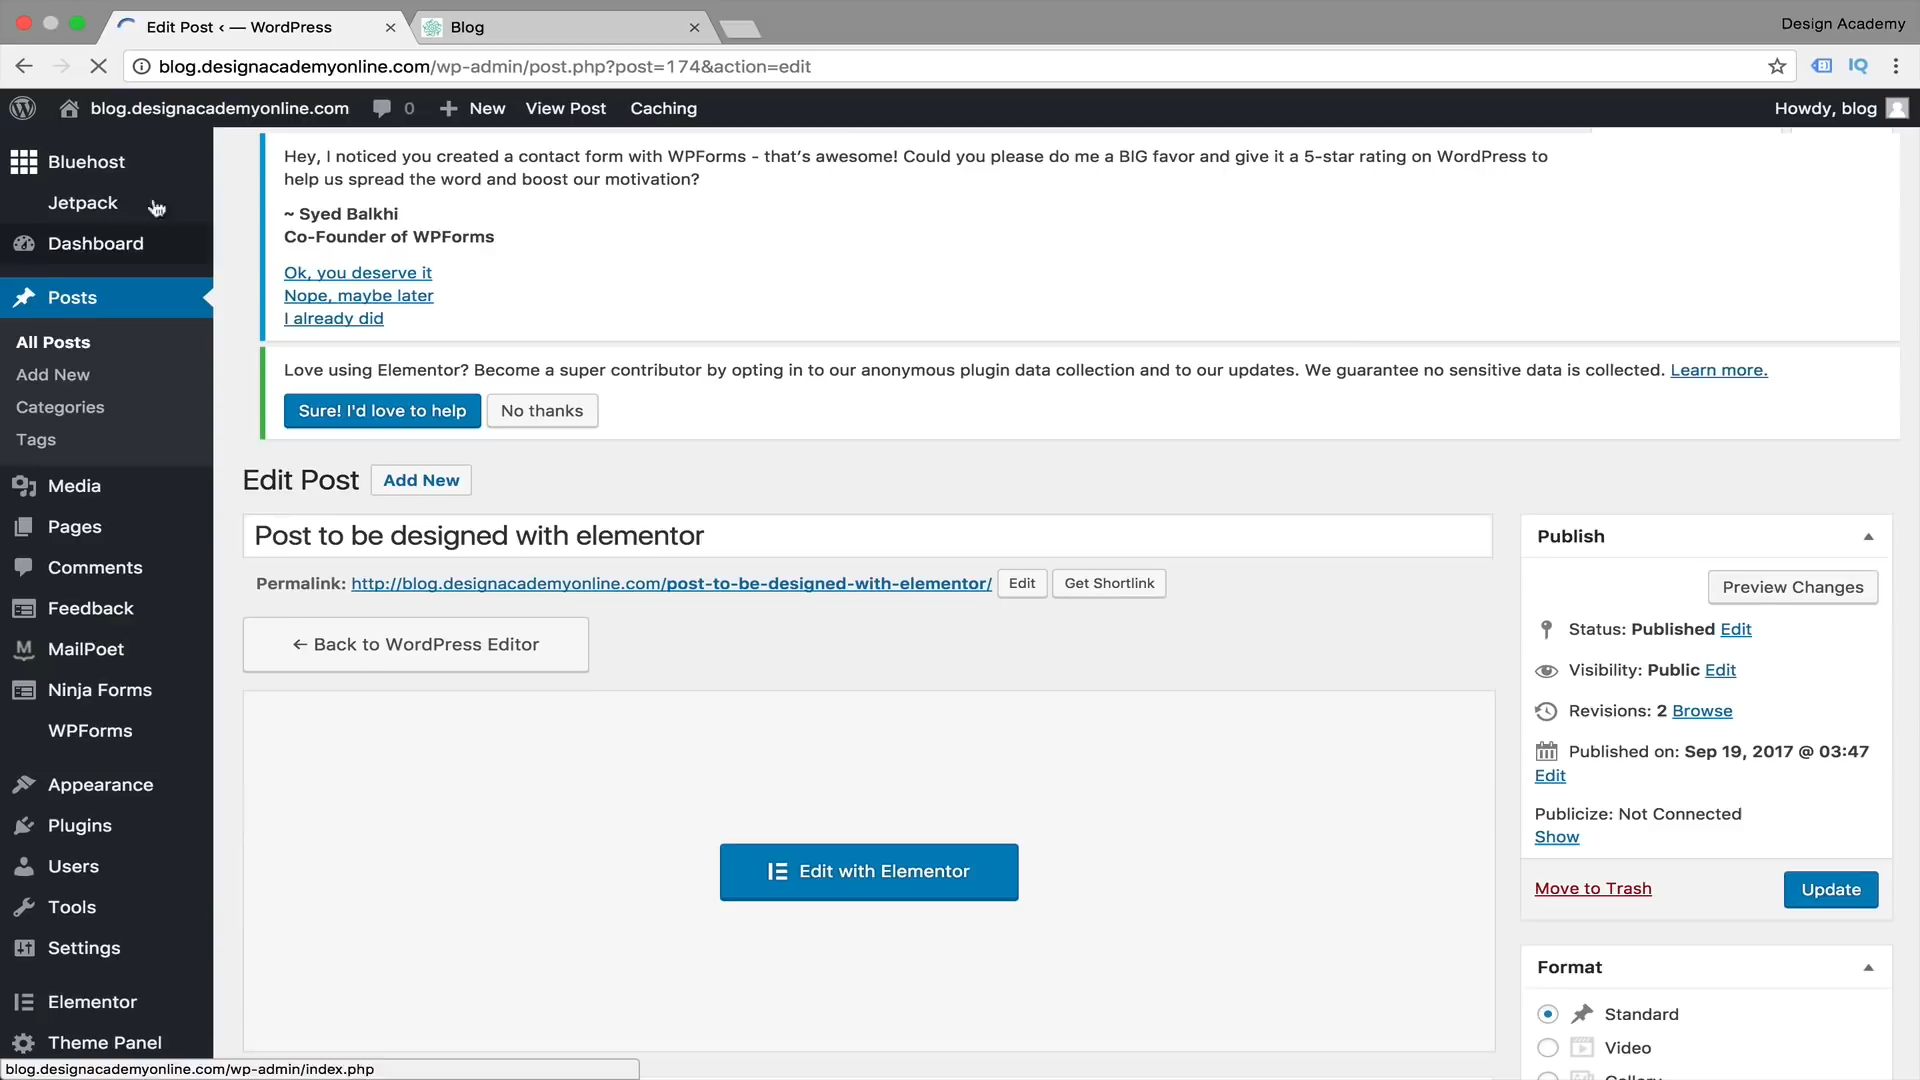 Edit Post ‹ — WordPress
Blog
Design Academy
blog.designacademyonline.com/wp-admin/post.php?post=174&action=edit
IQ
blog.designacademyonline.com
0
New
View Post
Caching
Howdy, blog
Bluehost
Jetpack
Dashboard
Posts
All Posts
Add New
Categories
Tags
Media
Pages
Comments
Feedback
MailPoet
Ninja Forms
WPForms
Appearance
Plugins
Users
Tools
Settings
Elementor
Theme Panel
blog.designacademyonline.com/wp-admin/index.php
Hey, I noticed you created a contact form with WPForms - that's awesome! Could you please do me a BIG favor and give it a 5-star rating on WordPress to
help us spread the word and boost our motivation?
~ Syed Balkhi
Co-Founder of WPForms
Ok, you deserve it
Nope, maybe later
I already did
Love using Elementor? Become a super contributor by opting in to our anonymous plugin data collection and to our updates. We guarantee no sensitive data is collected. Learn more.
Sure! I'd love to help
No thanks
Edit Post
Add New
Post to be designed with elementor
Permalink: http://blog.designacademyonline.com/post-to-be-designed-with-elementor/
Edit
Get Shortlink
← Back to WordPress Editor
Edit with Elementor
Publish
Preview Changes
Status: Published Edit
Visibility: Public Edit
Revisions: 2 Browse
Published on: Sep 19, 2017 @ 03:47
Edit
Publicize: Not Connected
Show
Move to Trash
Update
Format
Standard
Video